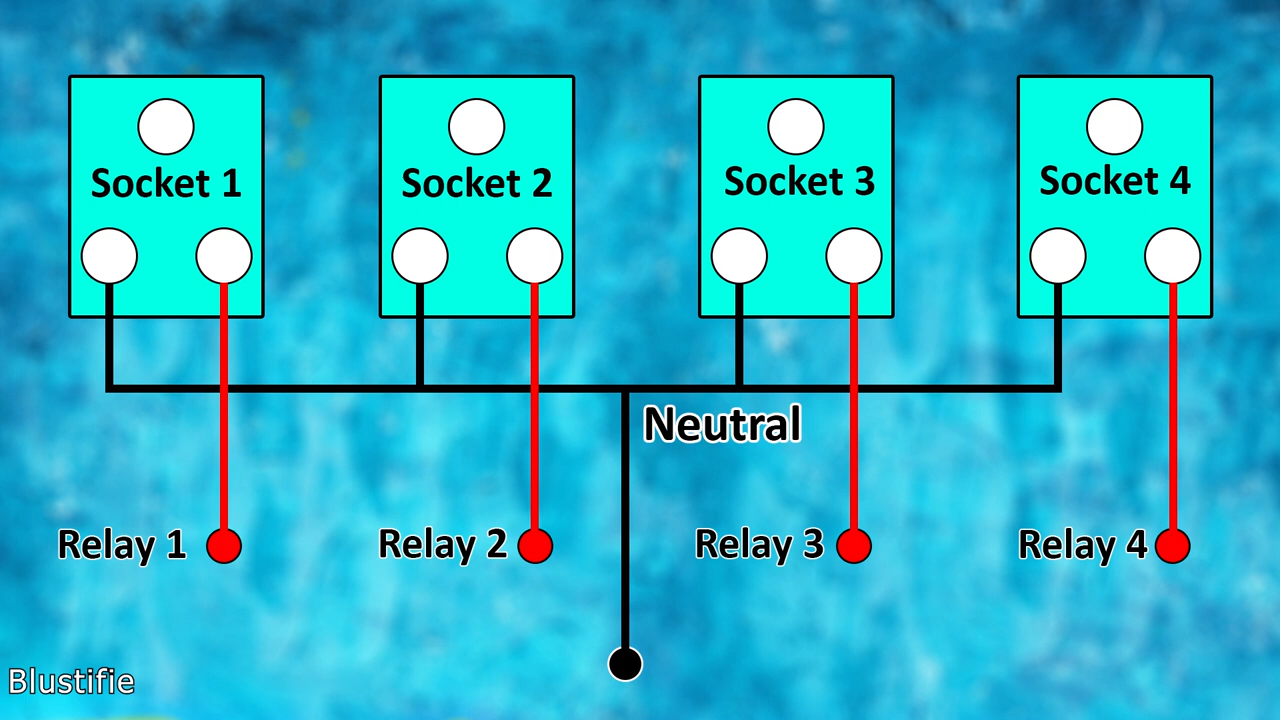 Socket 1
Socket 2
Socket 3
Socket 4
Neutral
Relay 1
Relay 2
Relay 3
Relay 4
Blustifie